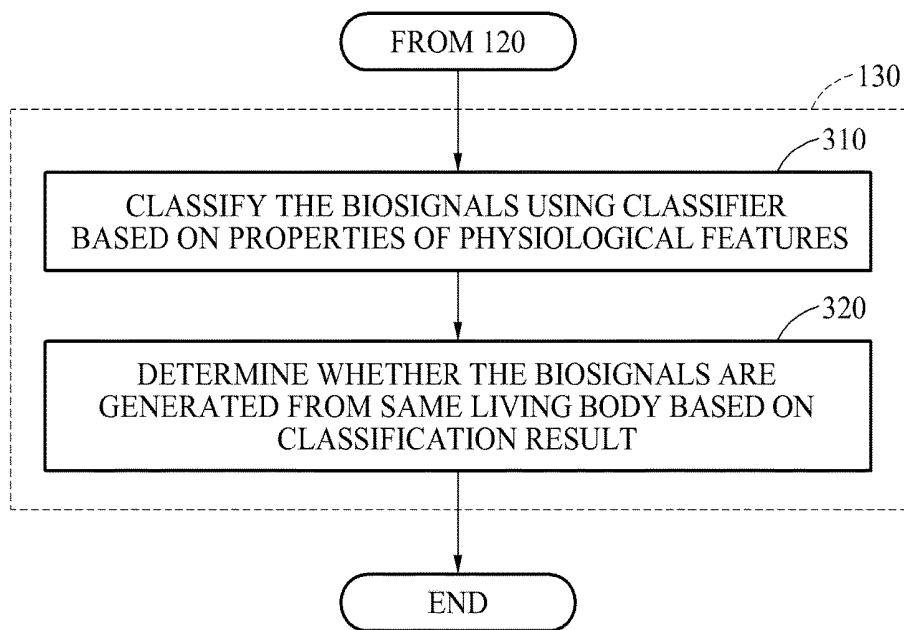 FROM 120
130
310
CLASSIFY THE BIOSIGNALS USING CLASSIFIER
BASED ON PROPERTIES OF PHYSIOLOGICAL FEATURES
320
DETERMINE WHETHER THE BIOSIGNALS ARE
GENERATED FROM SAME LIVING BODY BASED ON
CLASSIFICATION RESULT
END